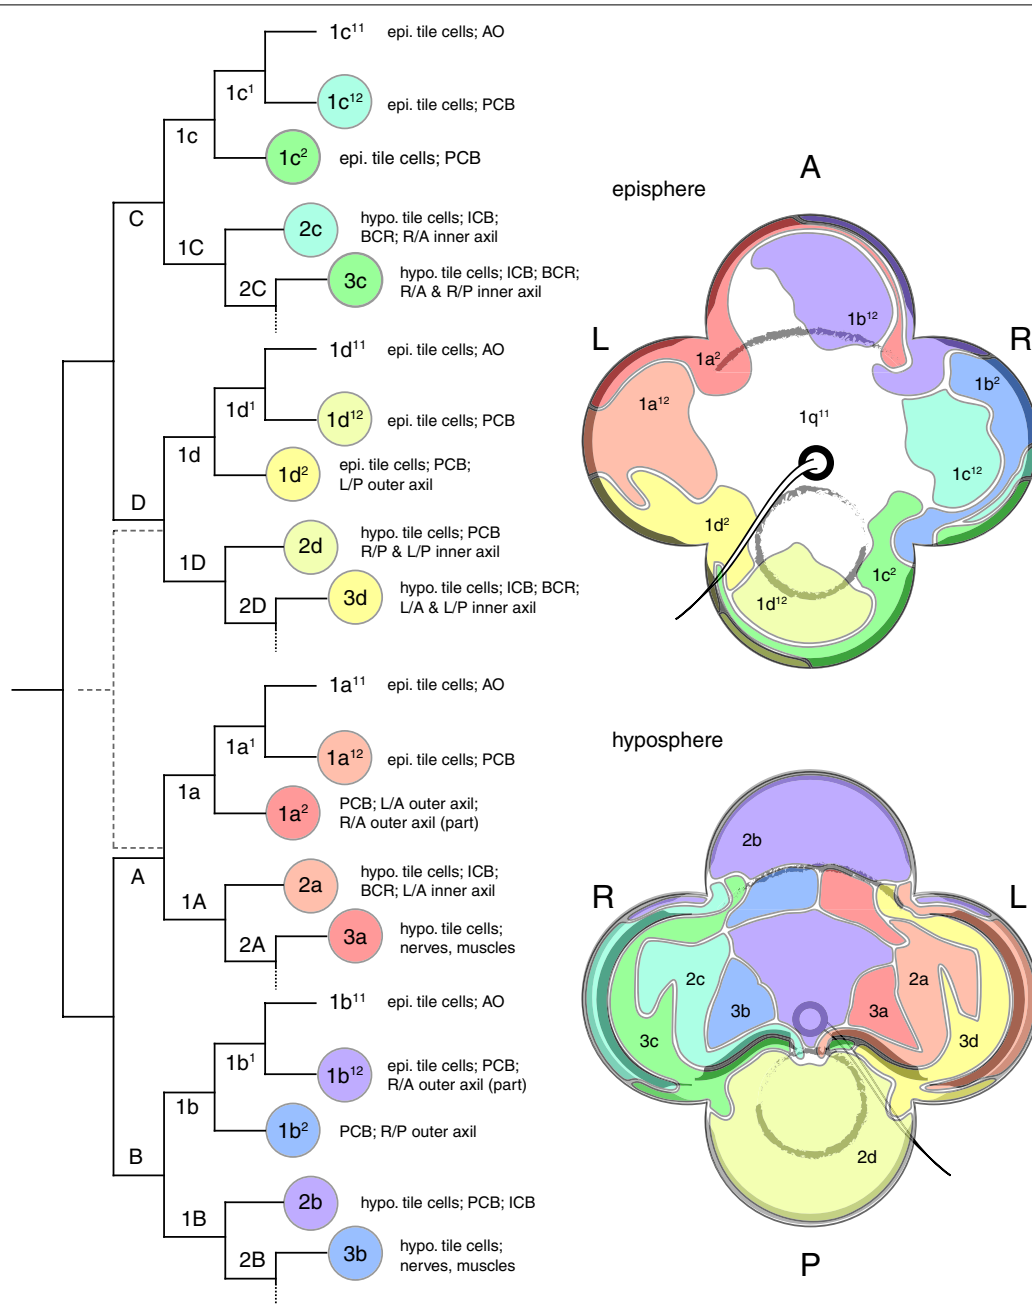 1c¹¹ epi. tile cells; AO
1c¹
1c¹² epi. tile cells; PCB
1c
1c² epi. tile cells; PCB
C
2c hypo. tile cells; ICB;
BCR; R/A inner axil
1C
2C
3c hypo. tile cells; ICB; BCR;
R/A & R/P inner axil
1d¹¹ epi. tile cells; AO
1d¹
1d¹² epi. tile cells; PCB
1d
1d² epi. tile cells; PCB;
L/P outer axil
D
2d hypo. tile cells; PCB
R/P & L/P inner axil
1D
2D
3d hypo. tile cells; ICB; BCR;
L/A & L/P inner axil
1a¹¹ epi. tile cells; AO
1a¹
1a¹² epi. tile cells; PCB
1a
1a² PCB; L/A outer axil;
R/A outer axil (part)
A
2a hypo. tile cells; ICB;
BCR; L/A inner axil
1A
2A
3a hypo. tile cells;
nerves, muscles
1b¹¹ epi. tile cells; AO
1b¹
1b¹² epi. tile cells; PCB;
R/A outer axil (part)
1b
1b² PCB; R/P outer axil
B
2b hypo. tile cells; PCB; ICB
1B
2B
3b hypo. tile cells;
nerves, muscles
A
episphere
L
R
1b¹²
1a²
1b²
1a¹²
1q¹¹
1c¹²
1d²
1c²
1d¹²
hyposphere
2b
R
L
2c
2a
3b
3a
3c
3d
2d
P